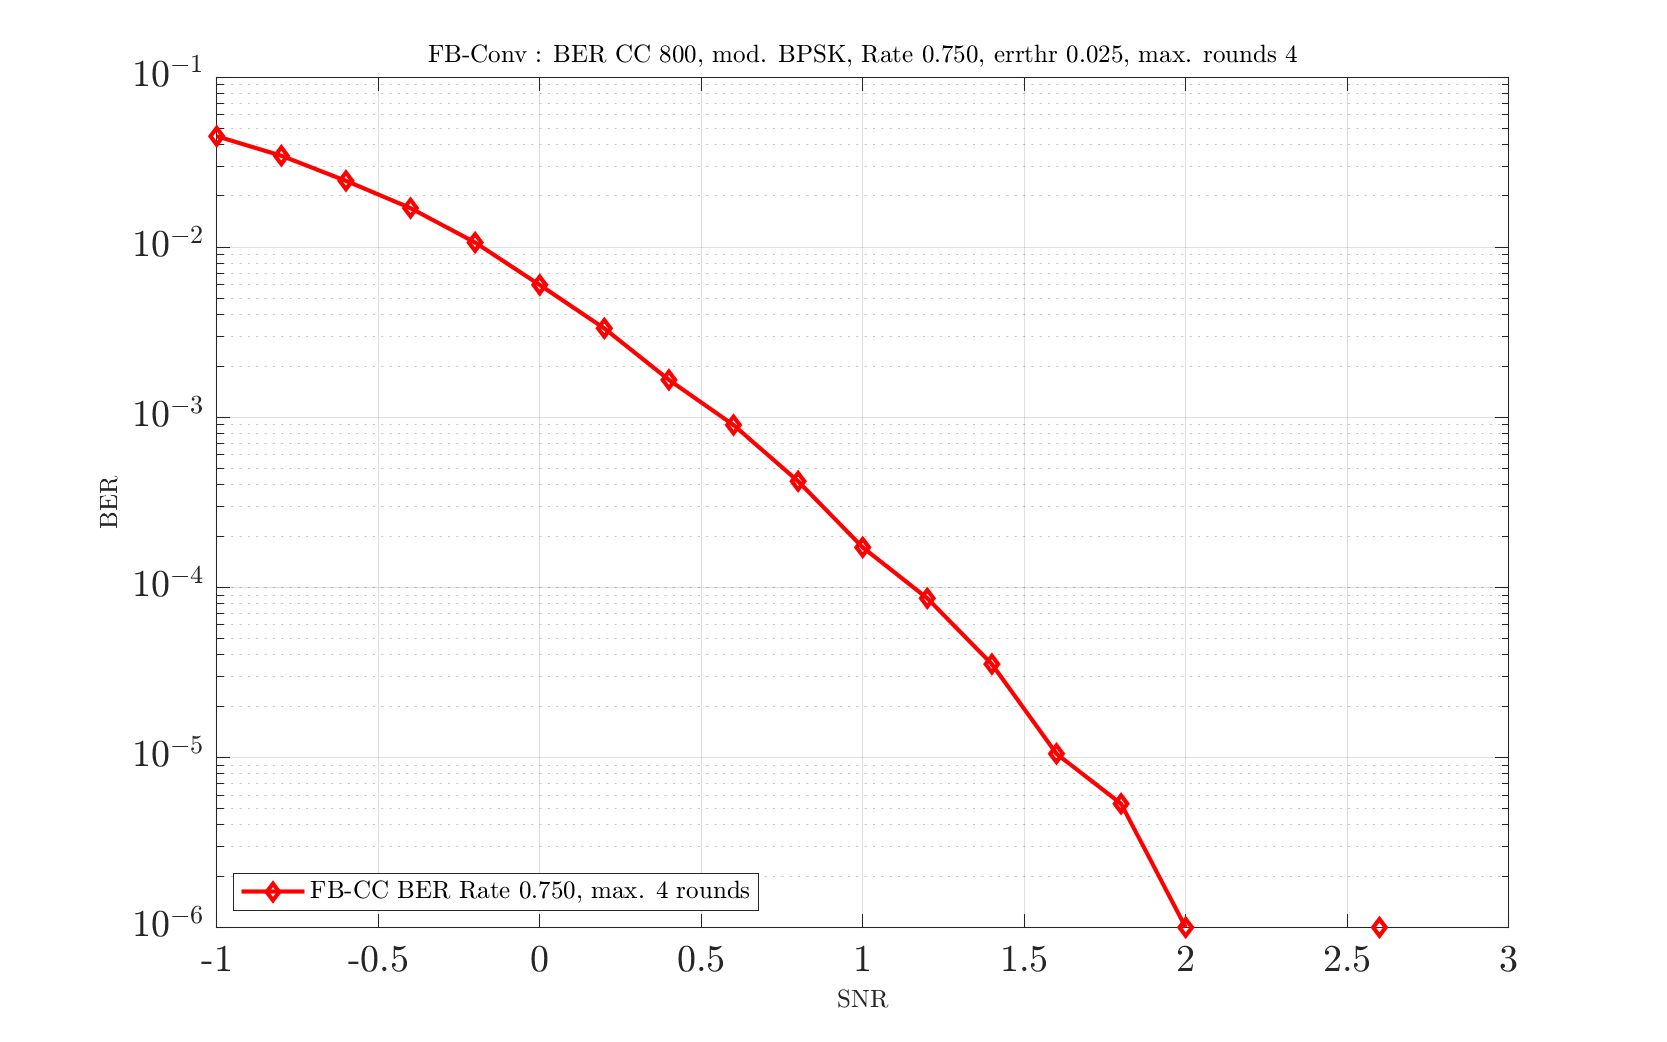 FB-Conv : BER CC 800, mod. BPSK, Rate 0.750, errthr 0.025, max. rounds 4
10^{-1}
10^{-2}
10^{-3}
10^{-4}
10^{-5}
10^{-6}
BER
FB-CC BER Rate 0.750, max. 4 rounds
-1 -0.5 0 0.5 1 1.5 2 2.5 3
SNR